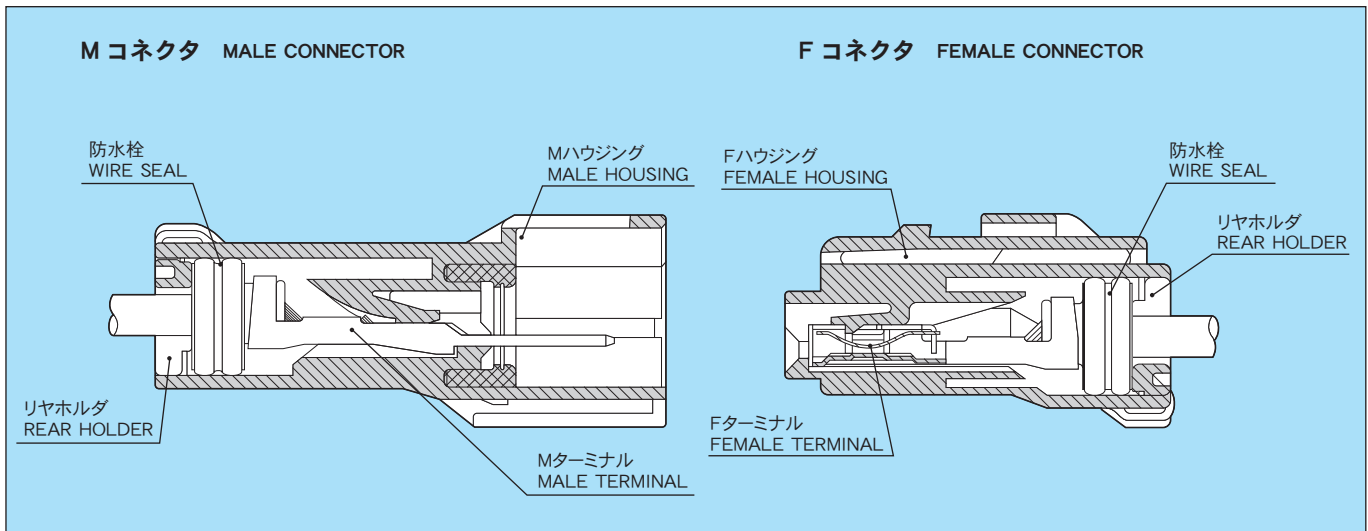 M コネクタ MALE CONNECTOR
防水栓
WIRE SEAL
Mハウジング
MALE HOUSING
リヤホルダ
REAR HOLDER
Mターミナル
MALE TERMINAL
F コネクタ FEMALE CONNECTOR
Fハウジング
FEMALE HOUSING
防水栓
WIRE SEAL
リヤホルダ
REAR HOLDER
Fターミナル
FEMALE TERMINAL